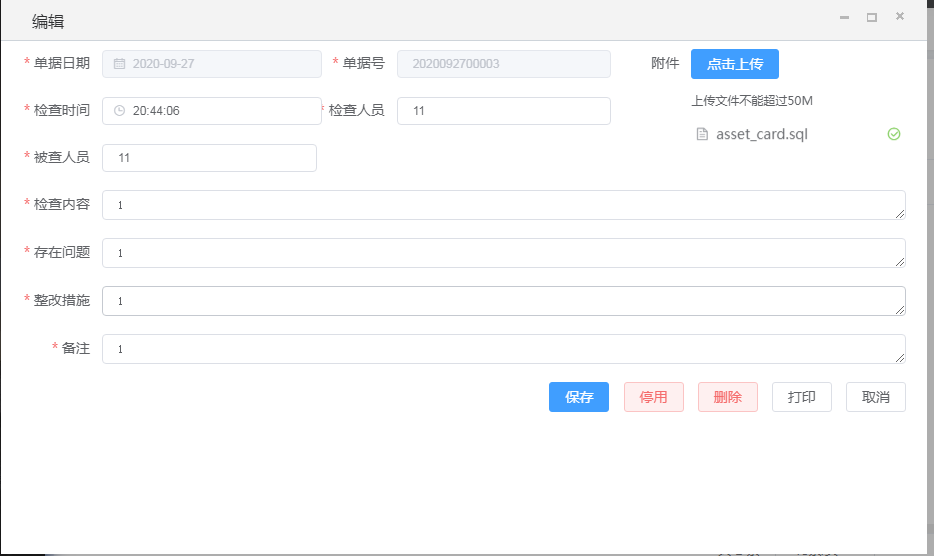 编辑
* 单据日期 2020-09-27 * 单据号 2020092700003 附件 点击上传
* 检查时间 20:44:06 * 检查人员 11 上传文件不能超过50M
asset_card.sql
* 被查人员 11
* 检查内容 1
* 存在问题 1
* 整改措施 1
* 备注 1
保存 停用 删除 打印 取消